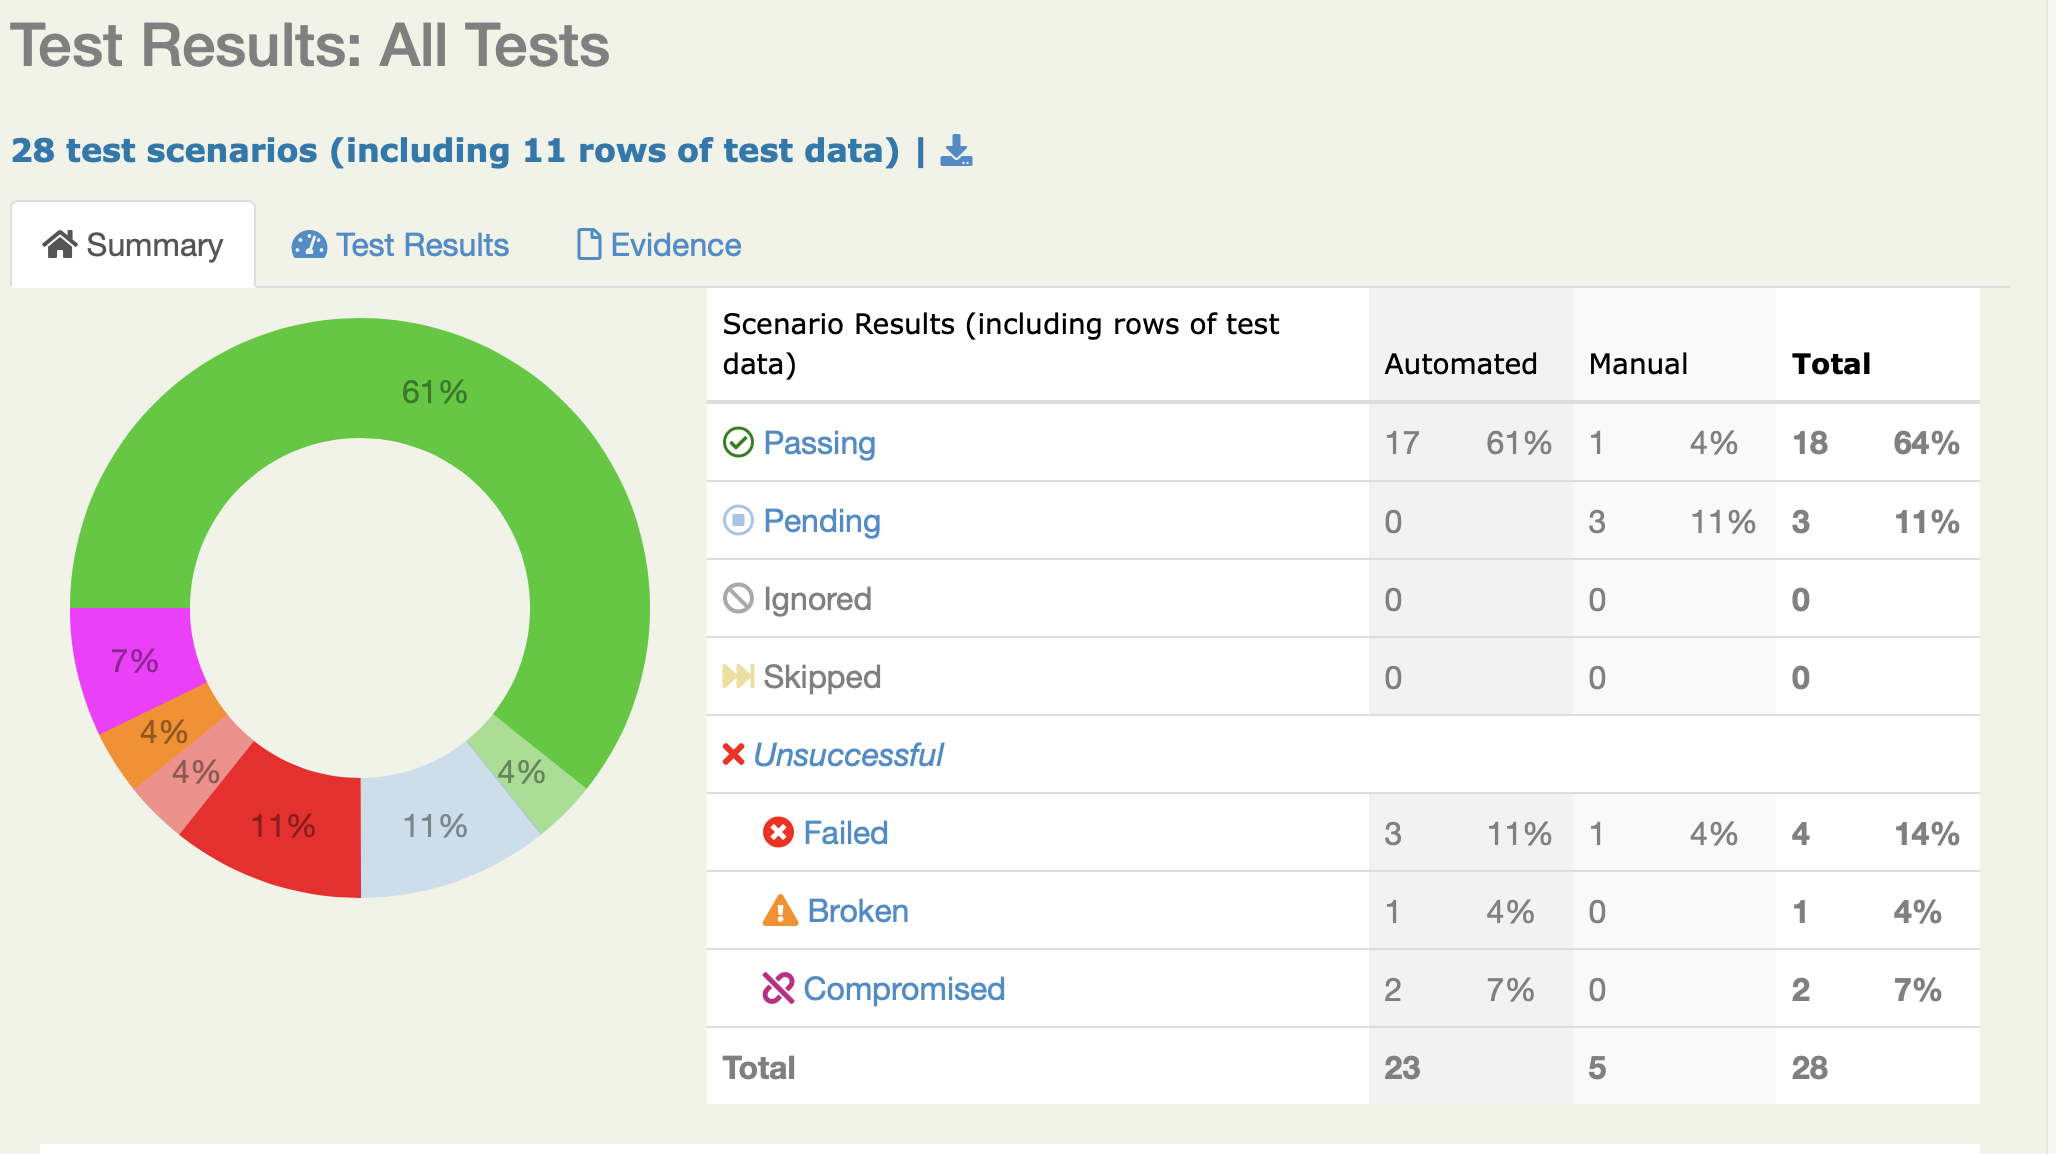 Test Results: All Tests
28 test scenarios (including 11 rows of test data) |
Summary
Test Results
Evidence
61%
7%
4%
4%
11%
11%
4%
Scenario Results (including rows of test
data)
Automated Manual Total
Passing 17 61% 1 4% 18 64%
Pending 0 3 11% 3 11%
Ignored 0 0 0
Skipped 0 0 0
Unsuccessful
Failed 3 11% 1 4% 4 14%
Broken 1 4% 0 1 4%
Compromised 2 7% 0 2 7%
Total 23 5 28